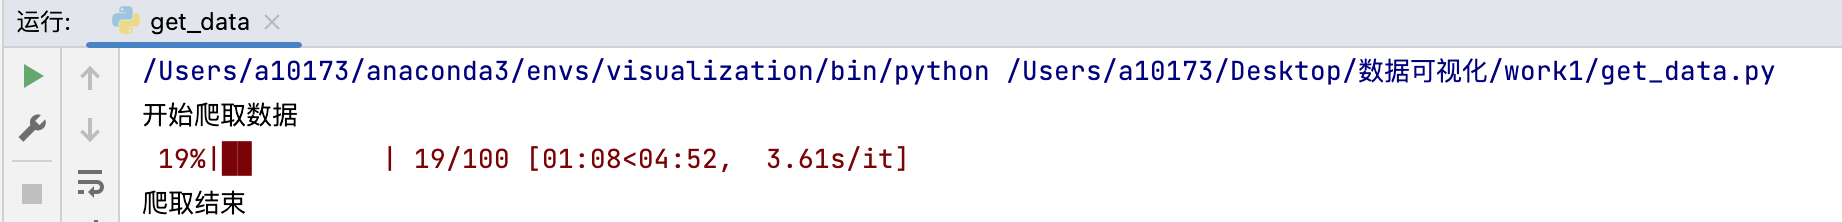 运行: get_data
/Users/a10173/anaconda3/envs/visualization/bin/python /Users/a10173/Desktop/数据可视化/work1/get_data.py
开始爬取数据
19%|██        | 19/100 [01:08<04:52,  3.61s/it]
爬取结束